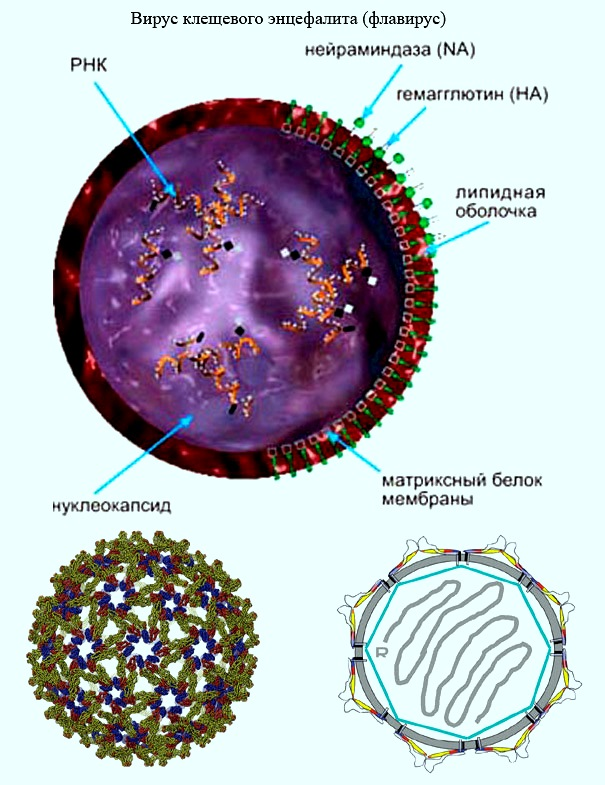 Вирус клещевого энцефалита (флавирус)
нейраминдаза (NA)
РНК
гемагглютин (HA)
липидная
оболочка
матриксный белок
мембраны
нуклеокапсид
R